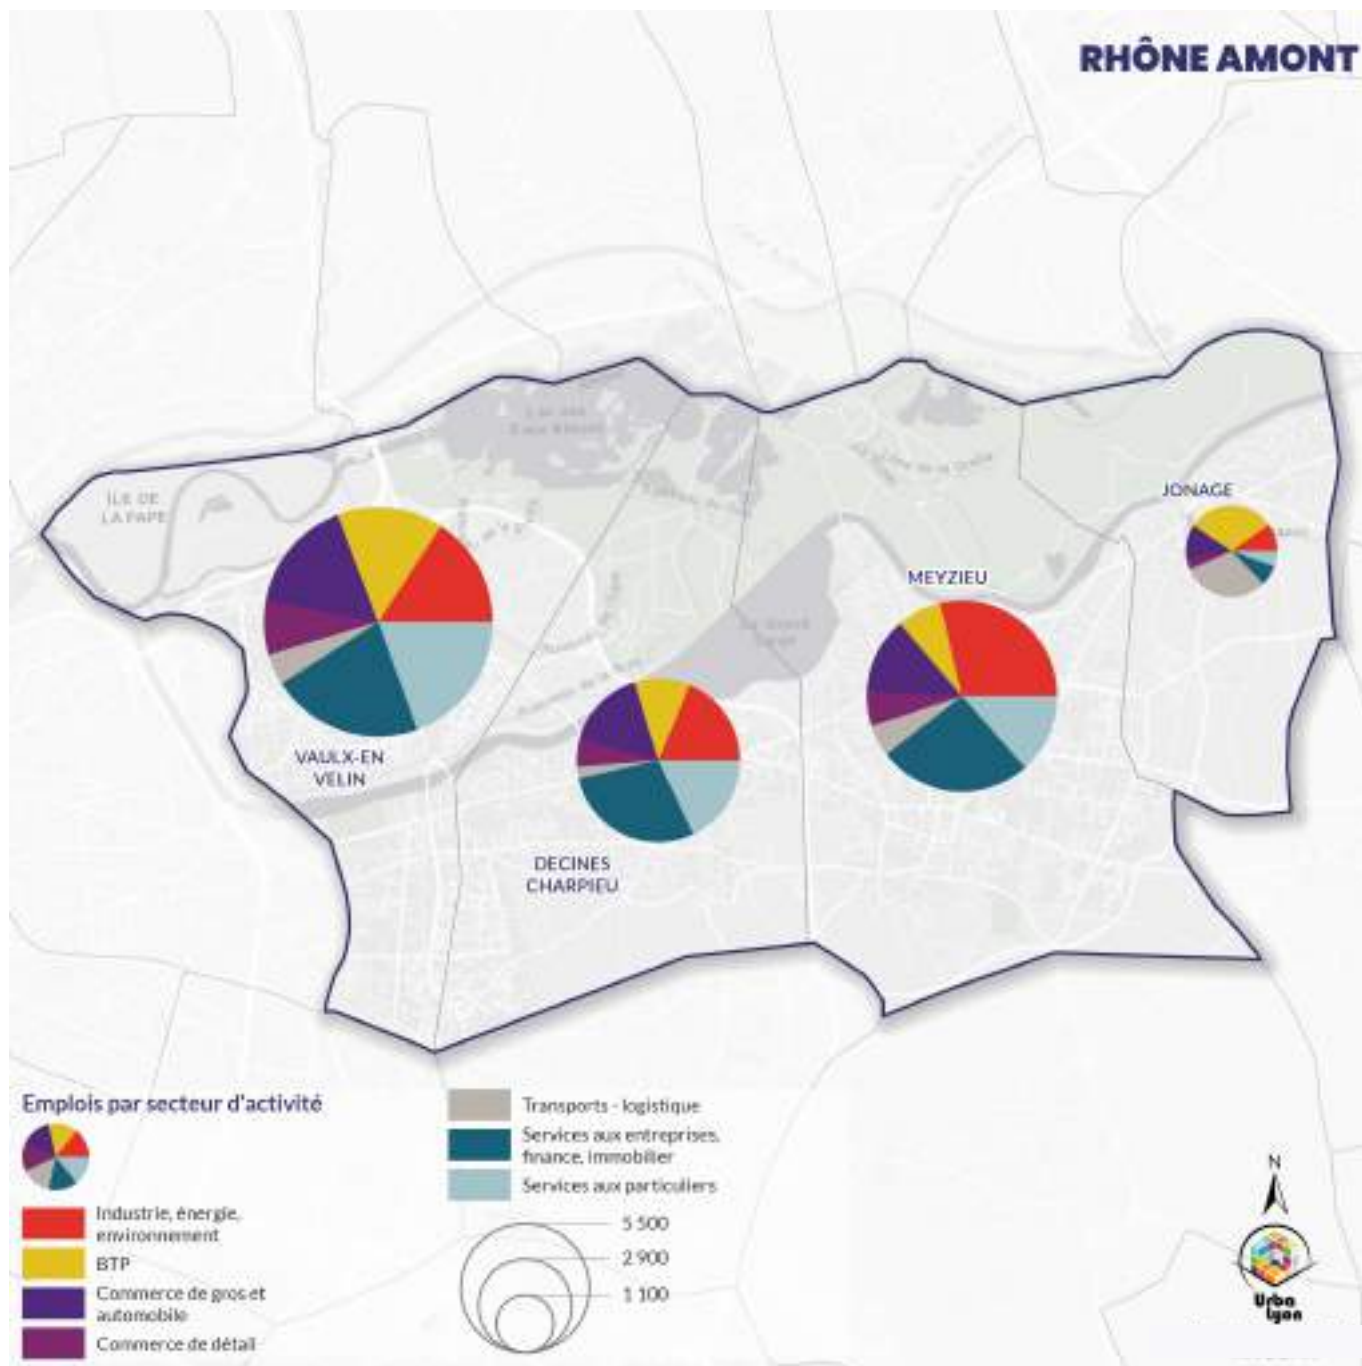 RHÔNE AMONT
ÎLE DE
LA PAPE
JONAGE
MEYZIEU
VAULX-EN
VELIN
DECINES
CHARPIEU
Emplois par secteur d'activité
Industrie, énergie,
environnement
BTP
Commerce de gros et
automobile
Commerce de détail
Transports - logistique
Services aux entreprises,
finance, immobilier
Services aux particuliers
5 500
2 900
1 100
N
Urba
Lyon